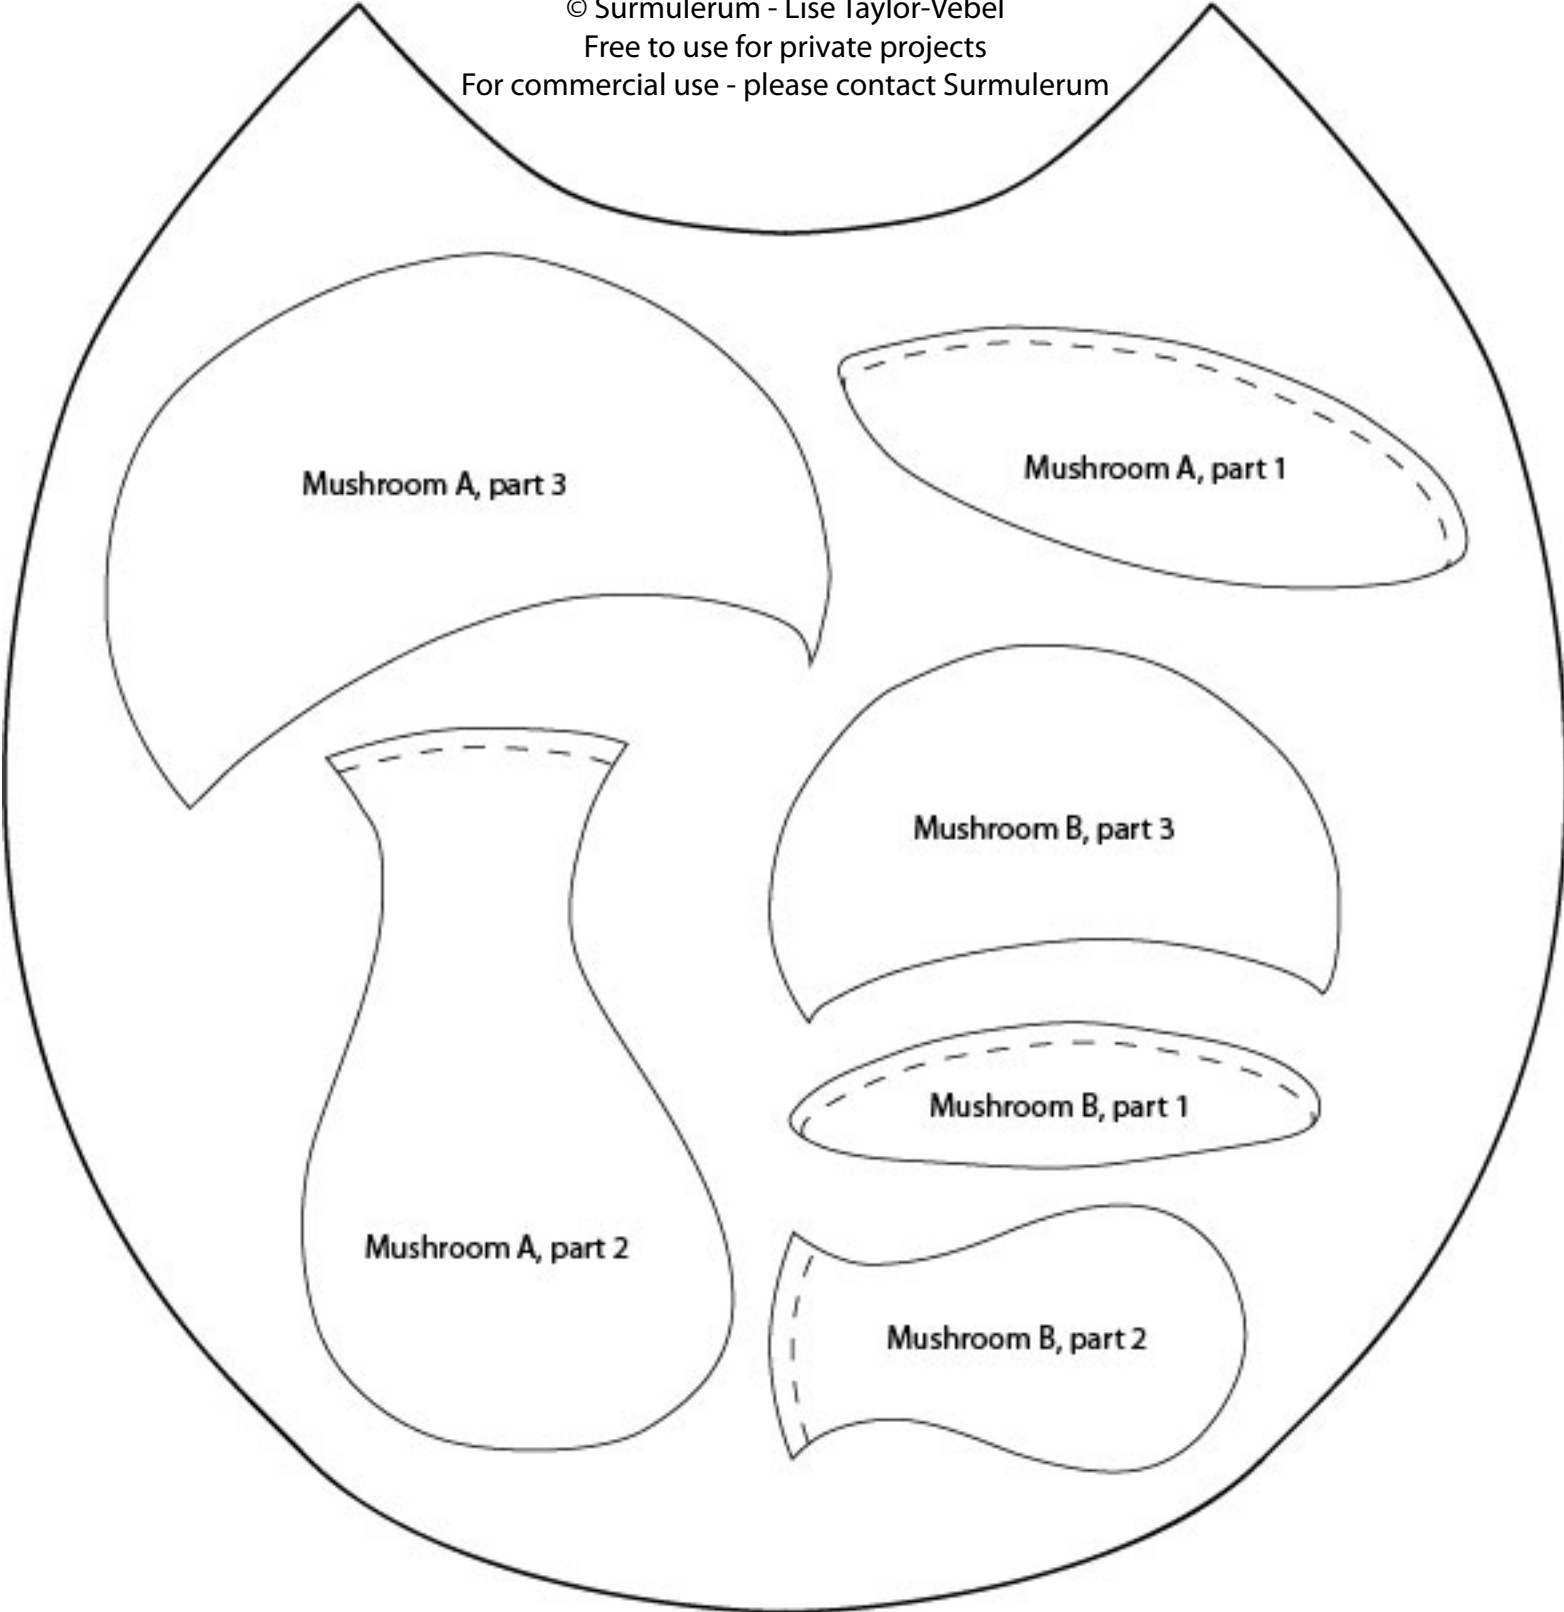 © Surmulerum - Lise Taylor-Vebel
Free to use for private projects
For commercial use - please contact Surmulerum
Mushroom A, part 3
Mushroom A, part 1
Mushroom B, part 3
Mushroom B, part 1
Mushroom A, part 2
Mushroom B, part 2